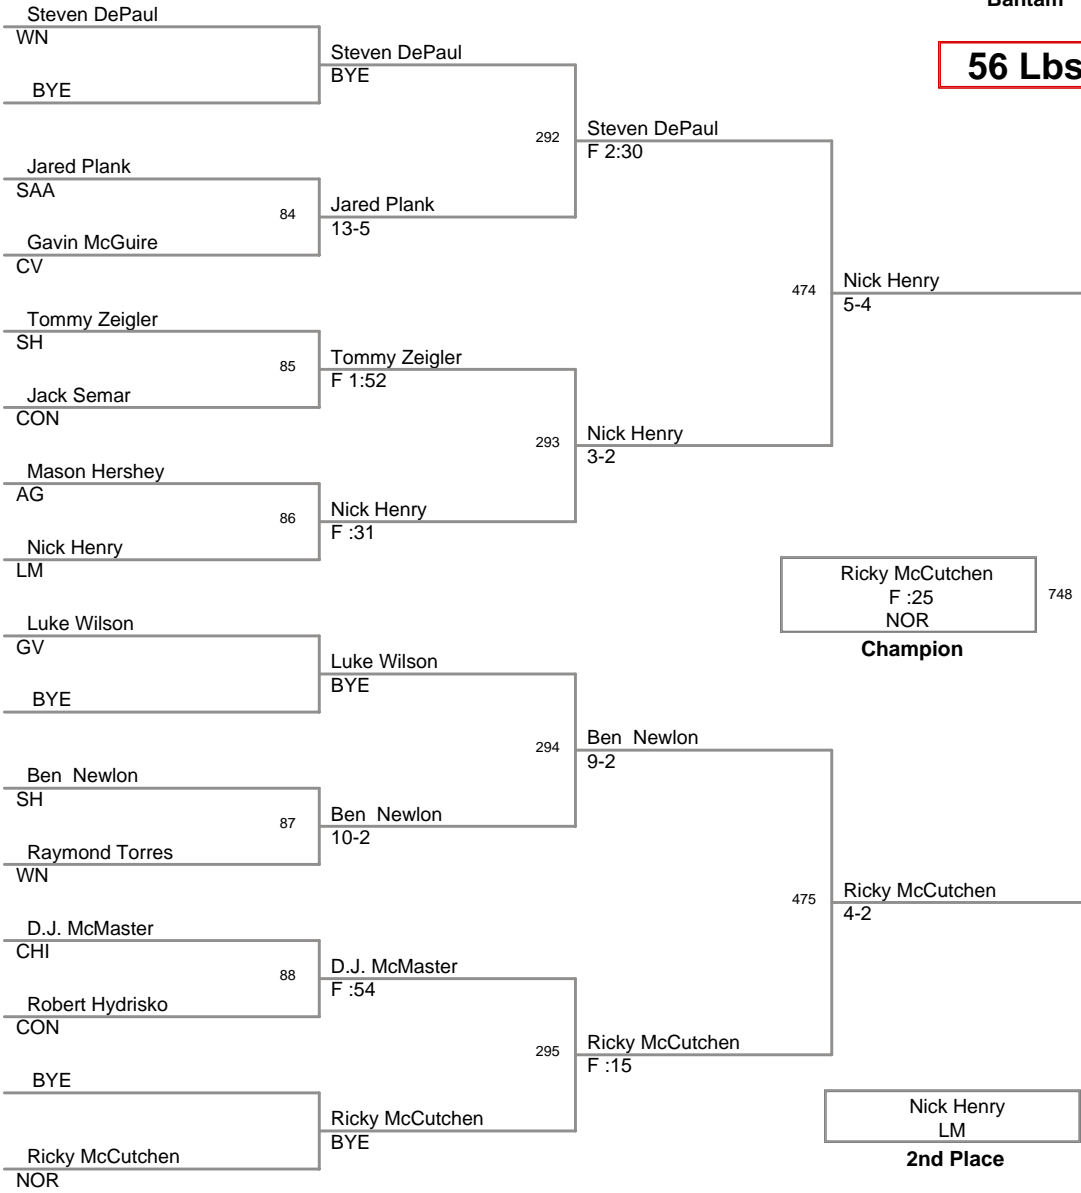 Bantam
56 Lbs
Steven DePaul
WN
BYE
Jared Plank
SAA
84
Gavin McGuire
CV
Tommy Zeigler
SH
85
Jack Semar
CON
Mason Hershey
AG
86
Nick Henry
LM
Luke Wilson
GV
BYE
Ben  Newlon
SH
87
Raymond Torres
WN
D.J. McMaster
CHI
88
Robert Hydrisko
CON
BYE
Ricky McCutchen
NOR
Steven DePaul
BYE
292
Jared Plank
13-5
Tommy Zeigler
F 1:52
293
Nick Henry
F :31
Luke Wilson
BYE
294
Ben  Newlon
10-2
D.J. McMaster
F :54
295
Ricky McCutchen
BYE
Steven DePaul
F 2:30
474
Nick Henry
3-2
Ben  Newlon
9-2
475
Ricky McCutchen
F :15
Nick Henry
5-4
Ricky McCutchen
4-2
Ricky McCutchen
F :25
NOR
748
Champion
Nick Henry
LM
2nd Place